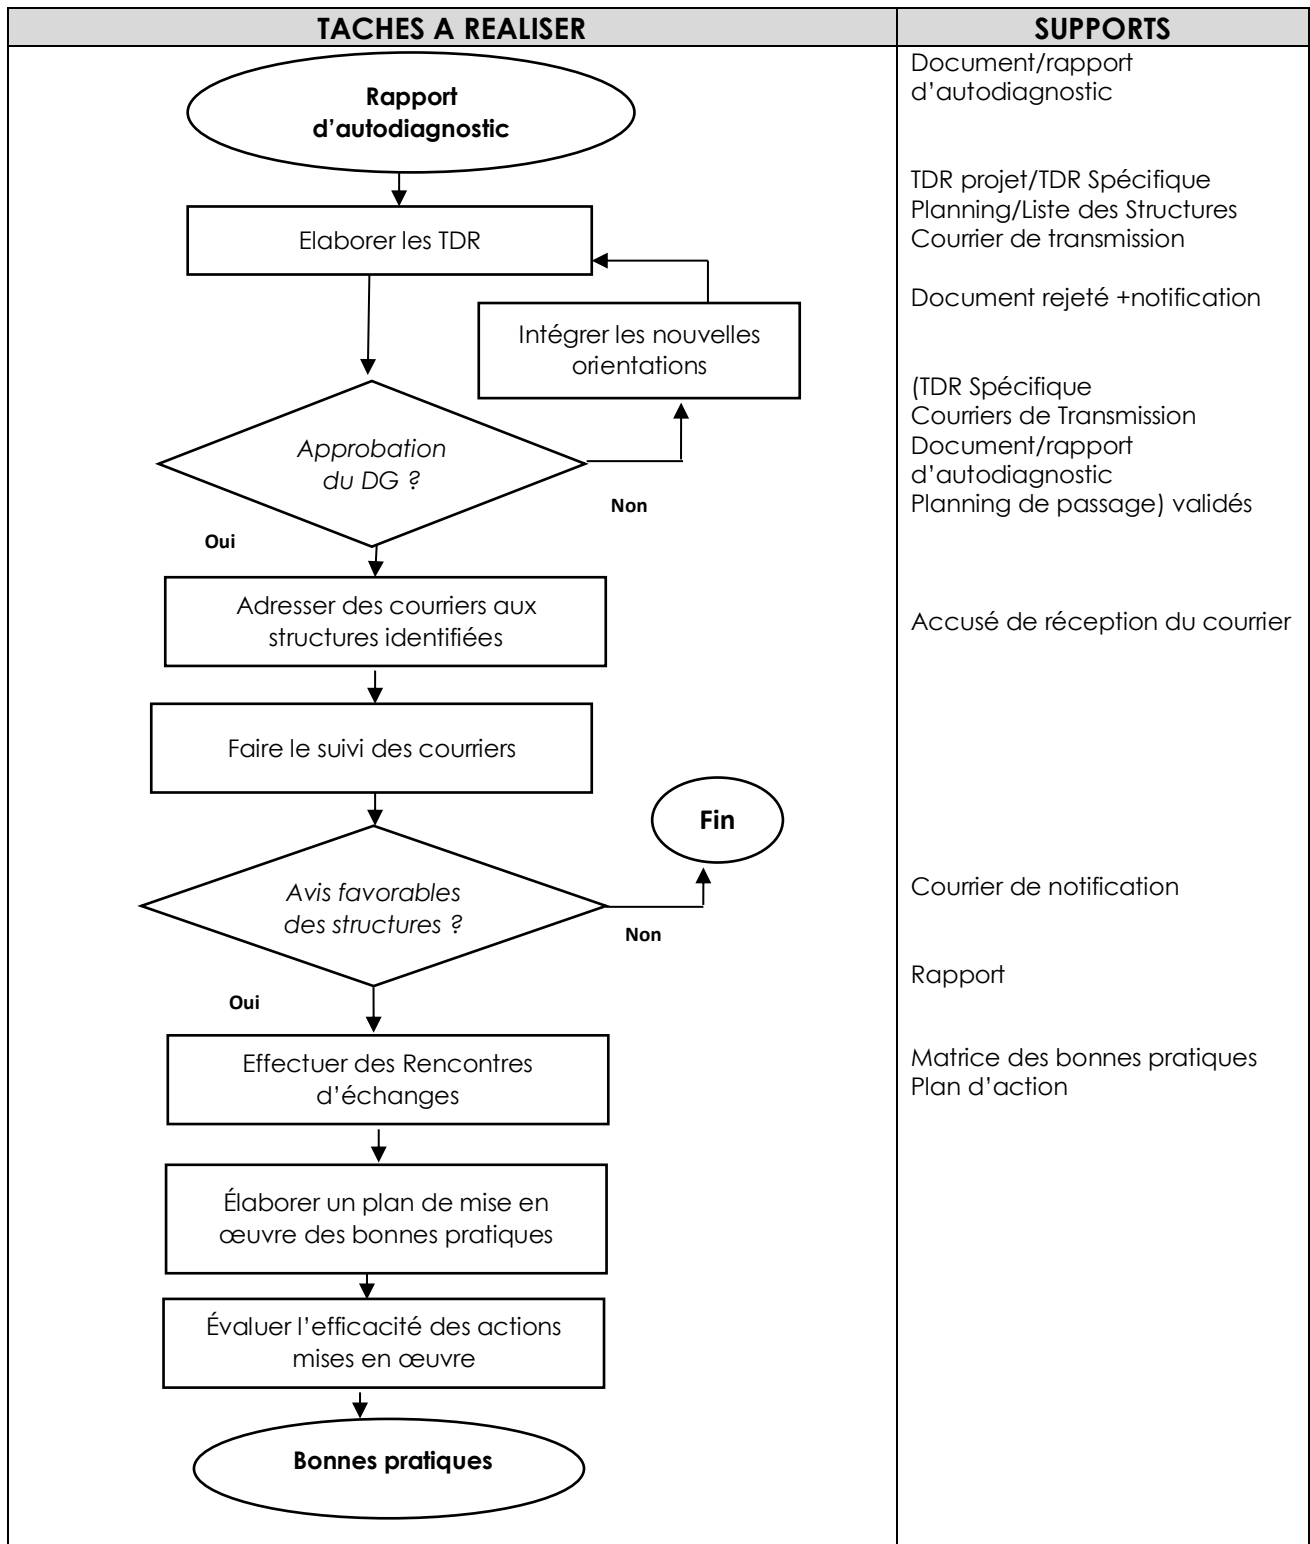 TACHES A REALISER
SUPPORTS
Rapport
d’autodiagnostic
Document/rapport
d’autodiagnostic
Elaborer les TDR
TDR projet/TDR Spécifique
Planning/Liste des Structures
Courrier de transmission
Intégrer les nouvelles
orientations
Document rejeté +notification
Approbation
du DG ?
Non
Oui
(TDR Spécifique
Courriers de Transmission
Document/rapport
d’autodiagnostic
Planning de passage) validés
Adresser des courriers aux
structures identifiées
Accusé de réception du courrier
Faire le suivi des courriers
Fin
Avis favorables
des structures ?
Non
Oui
Courrier de notification
Rapport
Effectuer des Rencontres
d’échanges
Matrice des bonnes pratiques
Plan d’action
Élaborer un plan de mise en
œuvre des bonnes pratiques
Évaluer l’efficacité des actions
mises en œuvre
Bonnes pratiques